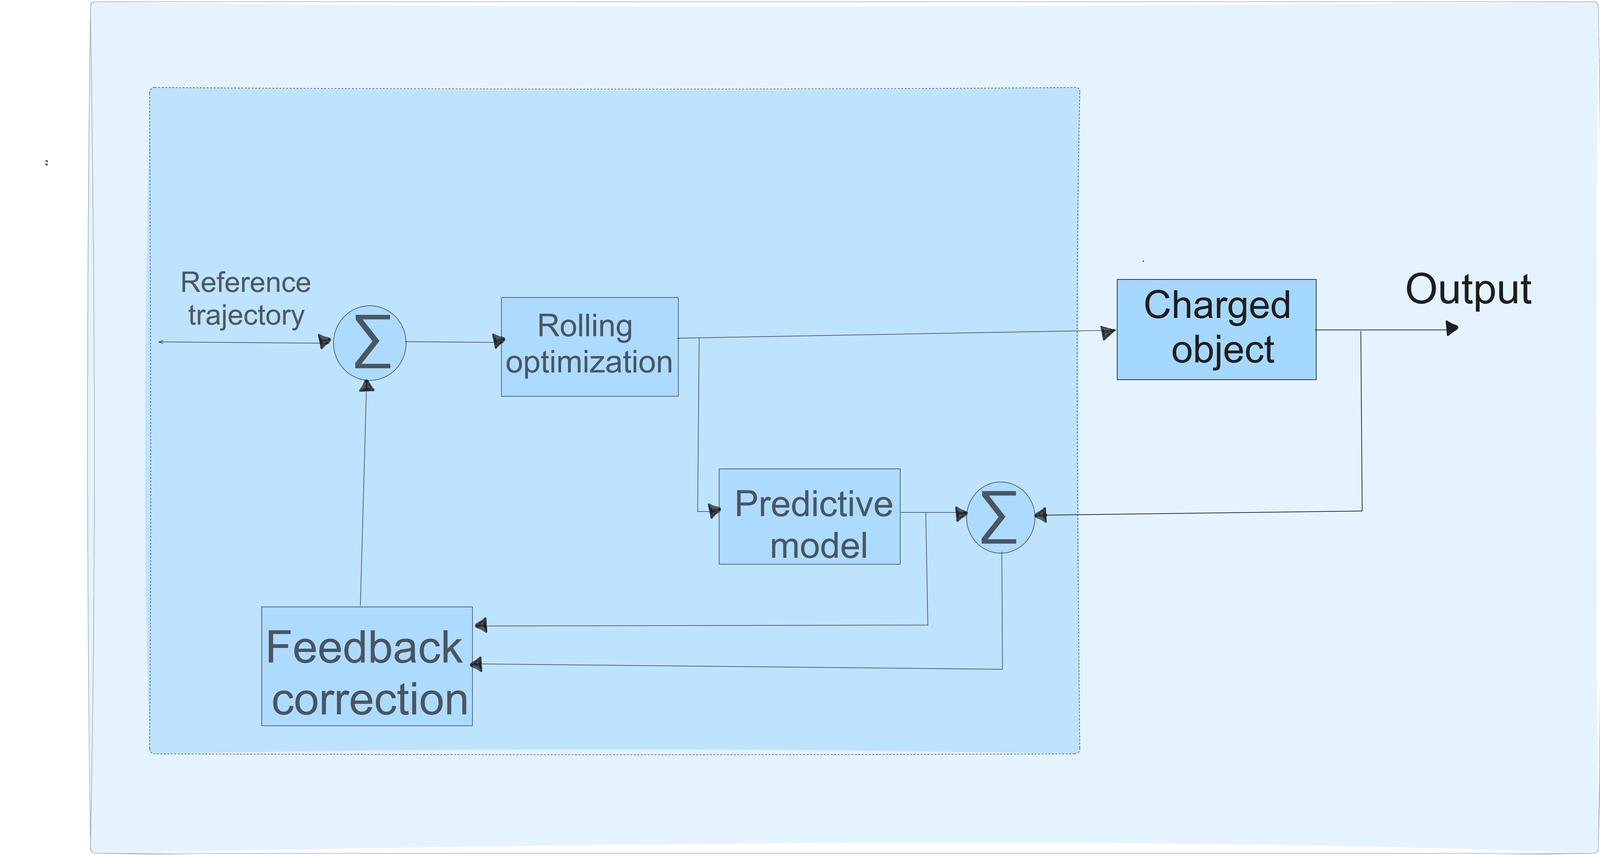 Reference
trajectory
∑
Rolling
optimization
Charged
object
Output
Predictive
model
∑
Feedback
correction